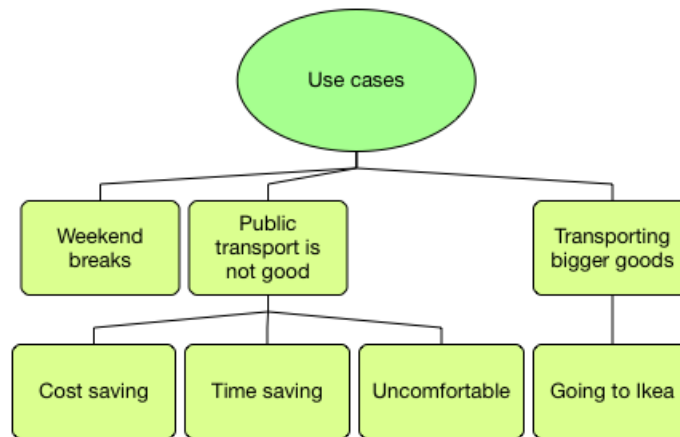 Use cases
Weekend
breaks
Public
transport is
not good
Transporting
bigger goods
Cost saving
Time saving
Uncomfortable
Going to Ikea